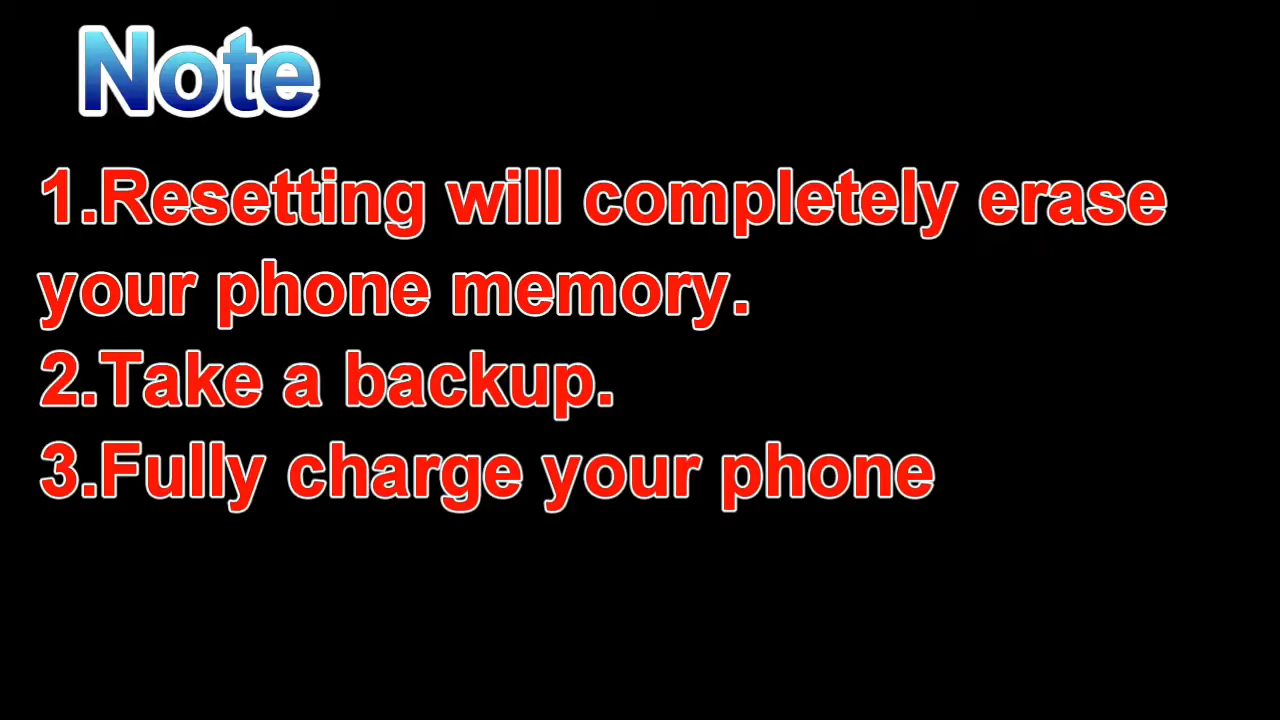 Note
1.Resetting will completely erase
your phone memory.
2.Take a backup.
3.Fully charge your phone